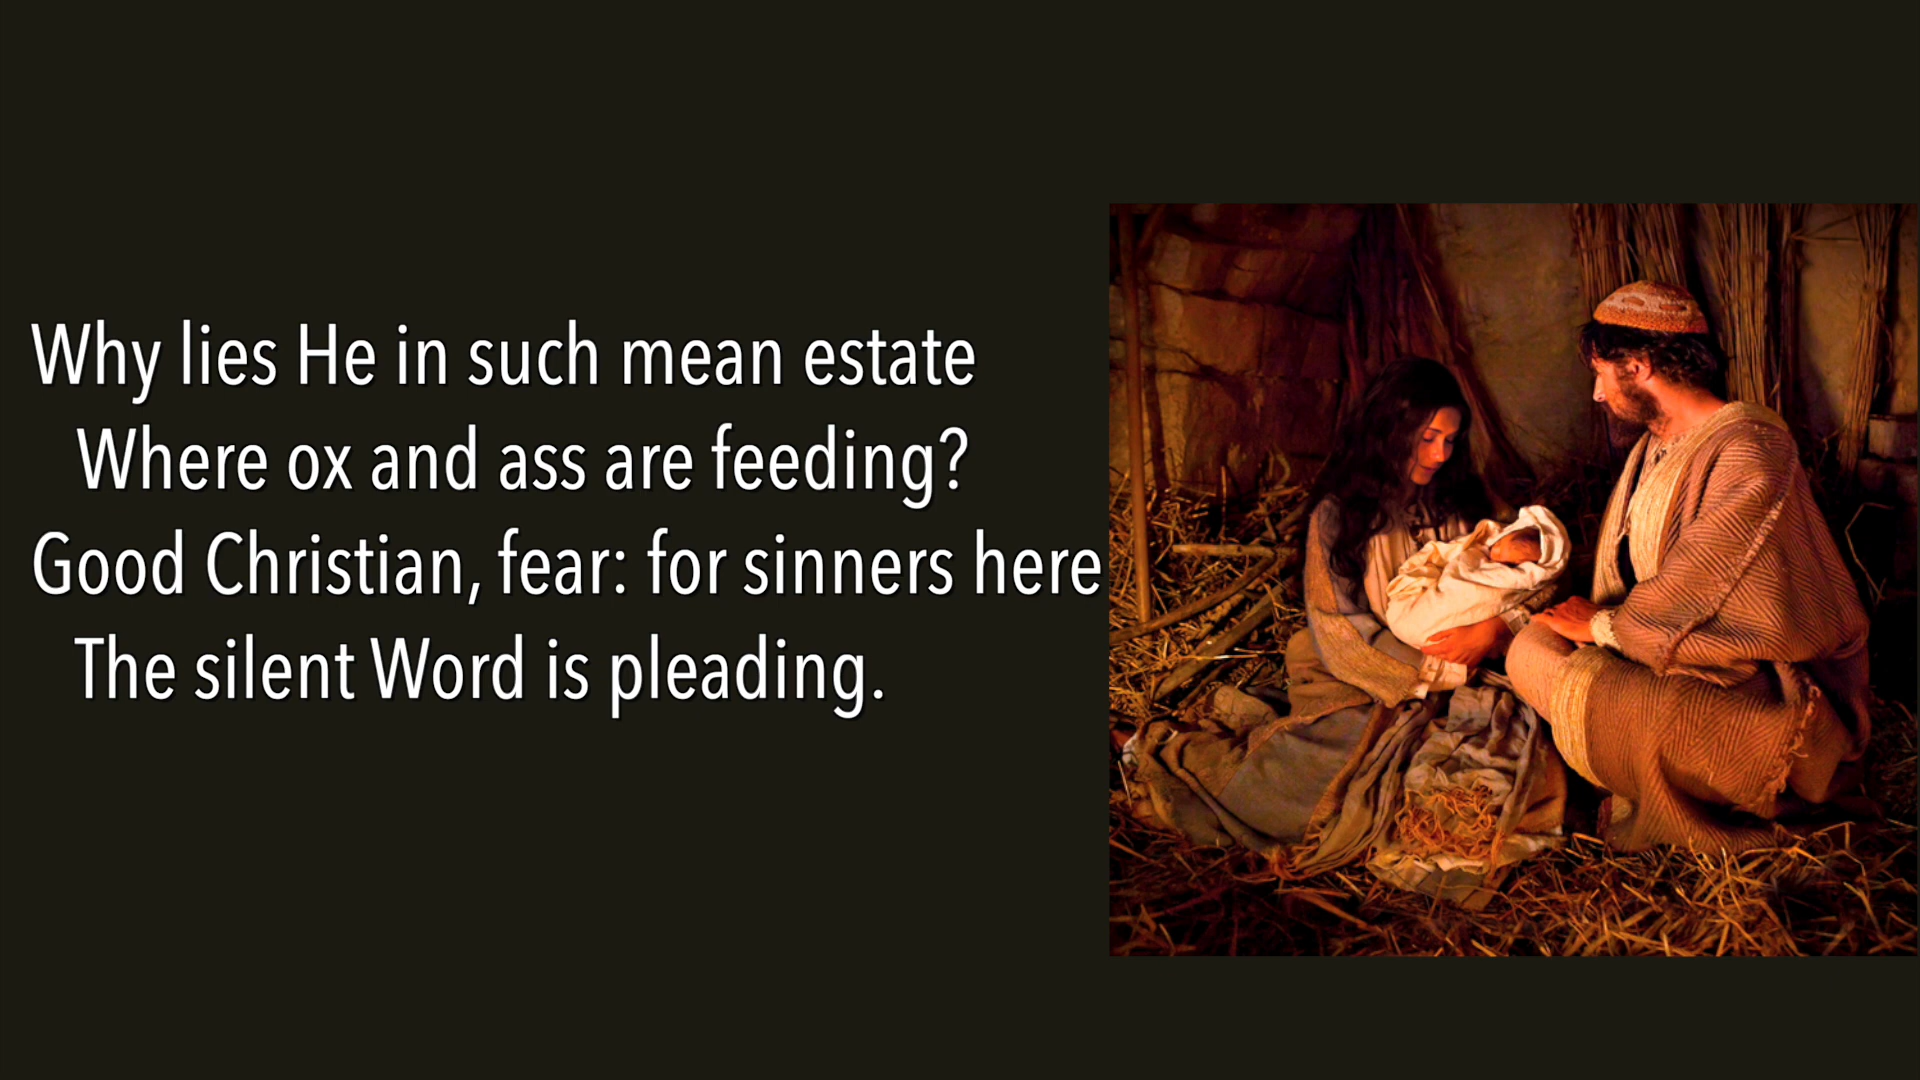 Why lies He in such mean estate
Where ox and ass are feeding?
Good Christian, fear: for sinners here
The silent Word is pleading.